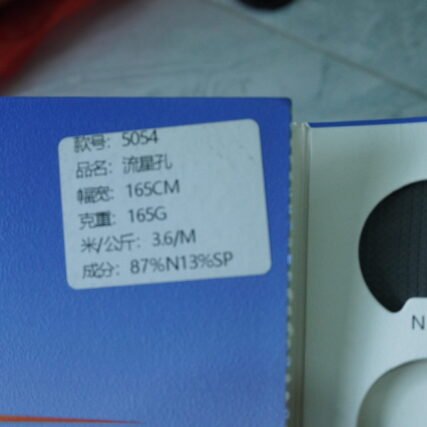 款号：5054
品名：流星孔
幅宽：165CM
克重：165G
米/公斤：3.6/M
成分：87%N13%SP
N